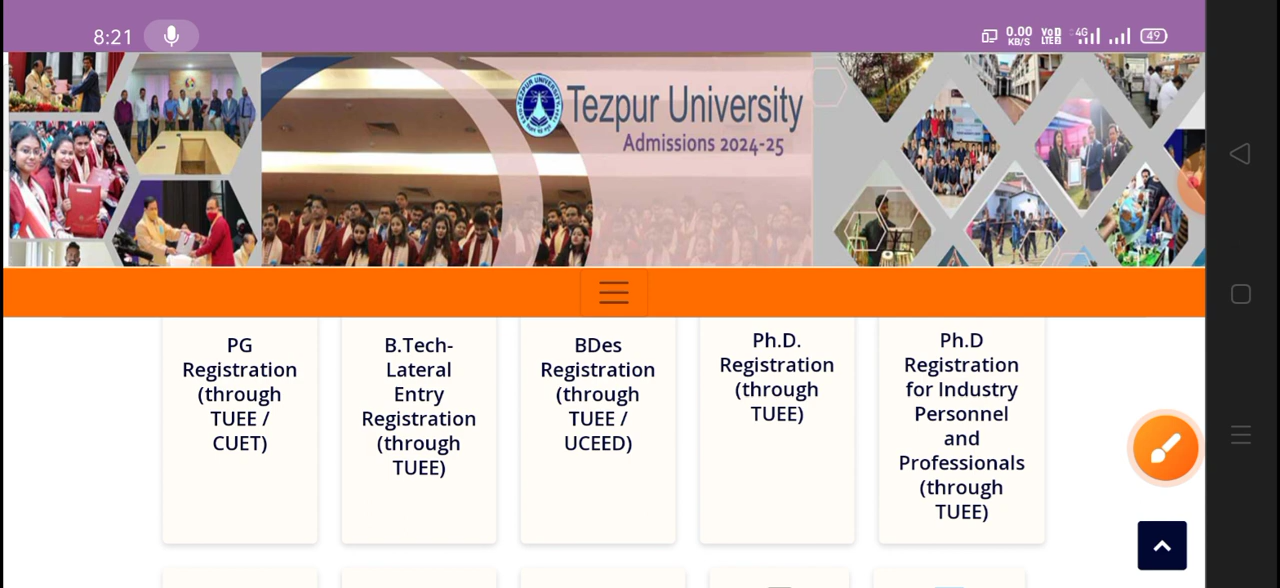 8:21
0.00
KB/S
VoD
LTE
4G
49
TEZPUR UNIVERSITY
Tezpur University
Admissions 2024-25
PG
Registration
(through
TUEE /
CUET)
B.Tech-
Lateral
Entry
Registration
(through
TUEE)
BDes
Registration
(through
TUEE /
UCEED)
Ph.D.
Registration
(through
TUEE)
Ph.D
Registration
for Industry
Personnel
and
Professionals
(through
TUEE)